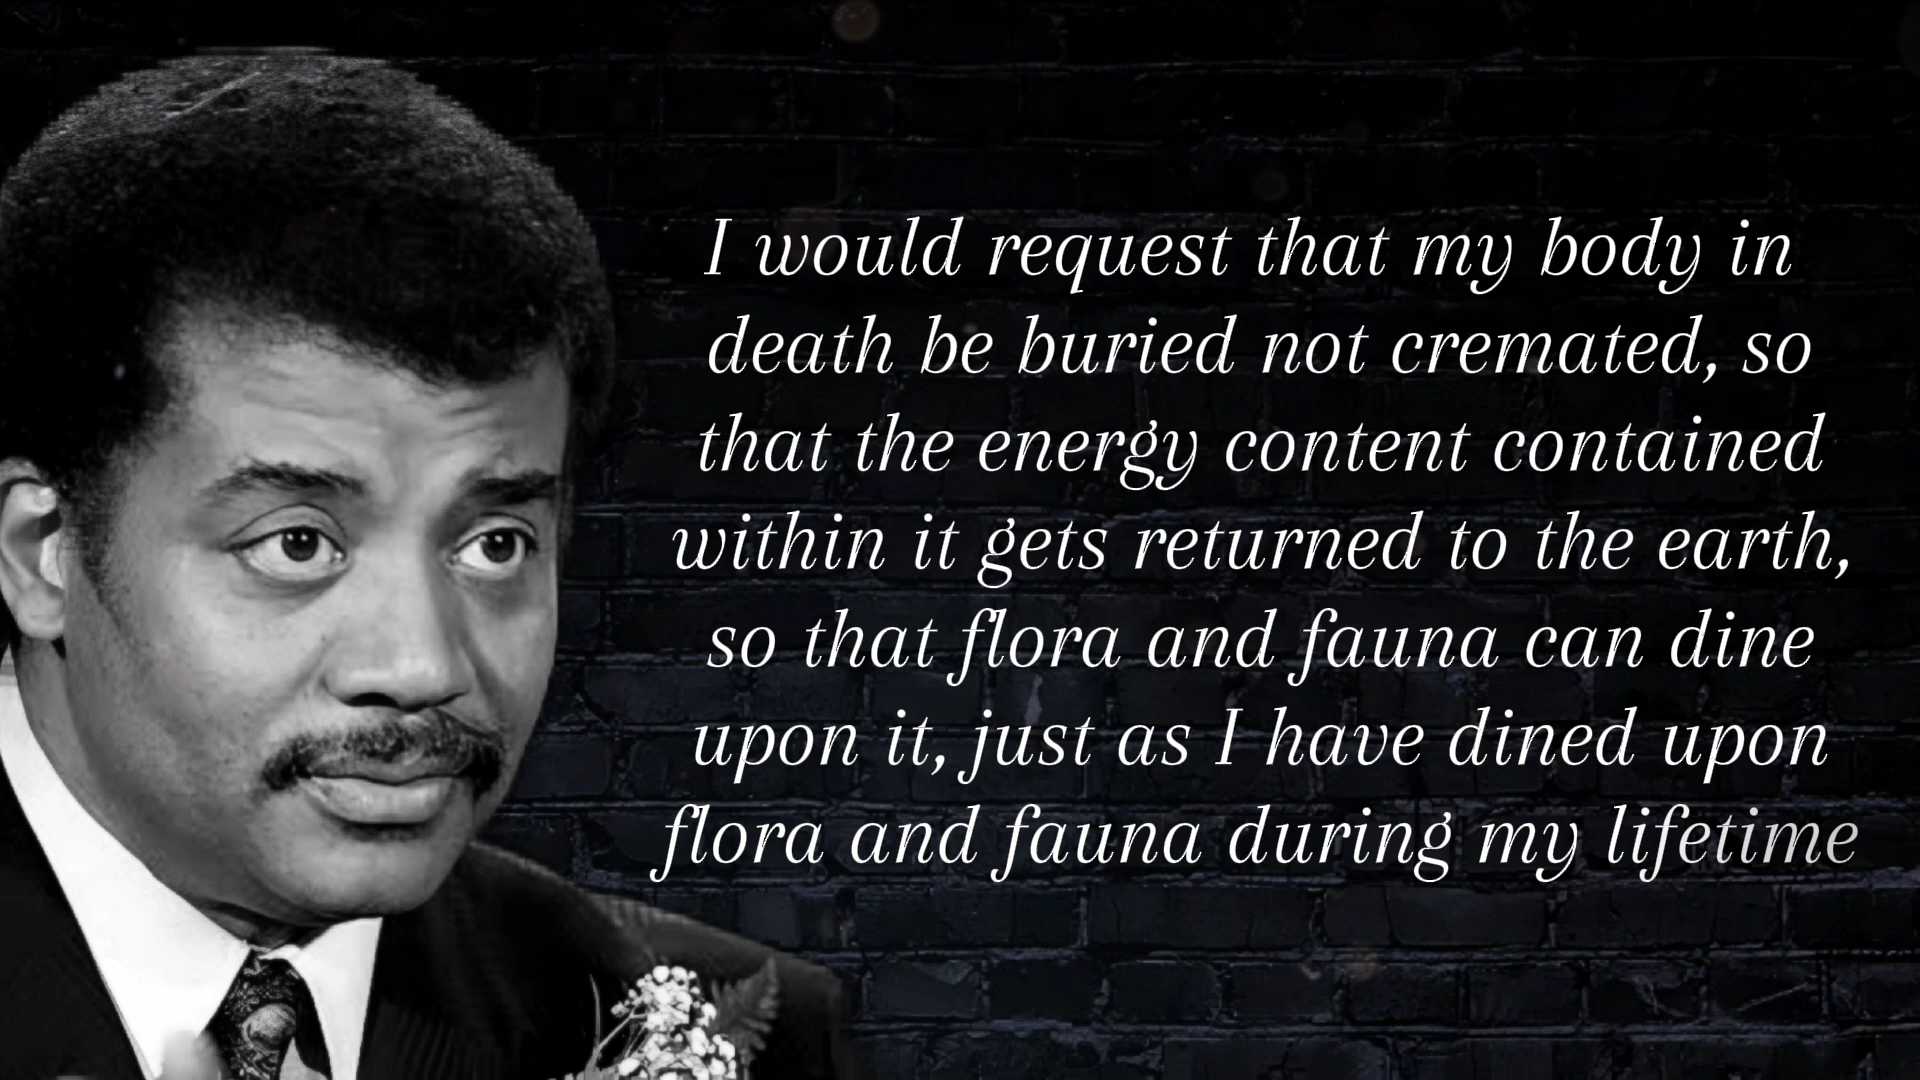 I would request that my body in
death be buried not cremated, so
that the energy content contained
within it gets returned to the earth,
so that flora and fauna can dine
upon it, just as I have dined upon
flora and fauna during my lifetime